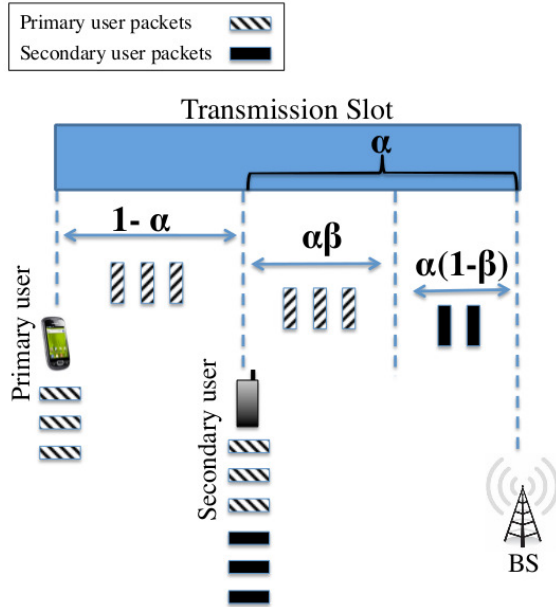 Primary user packets
Secondary user packets
Transmission Slot
α
1- α
αβ
α(1-β)
Primary user
Secondary user
BS